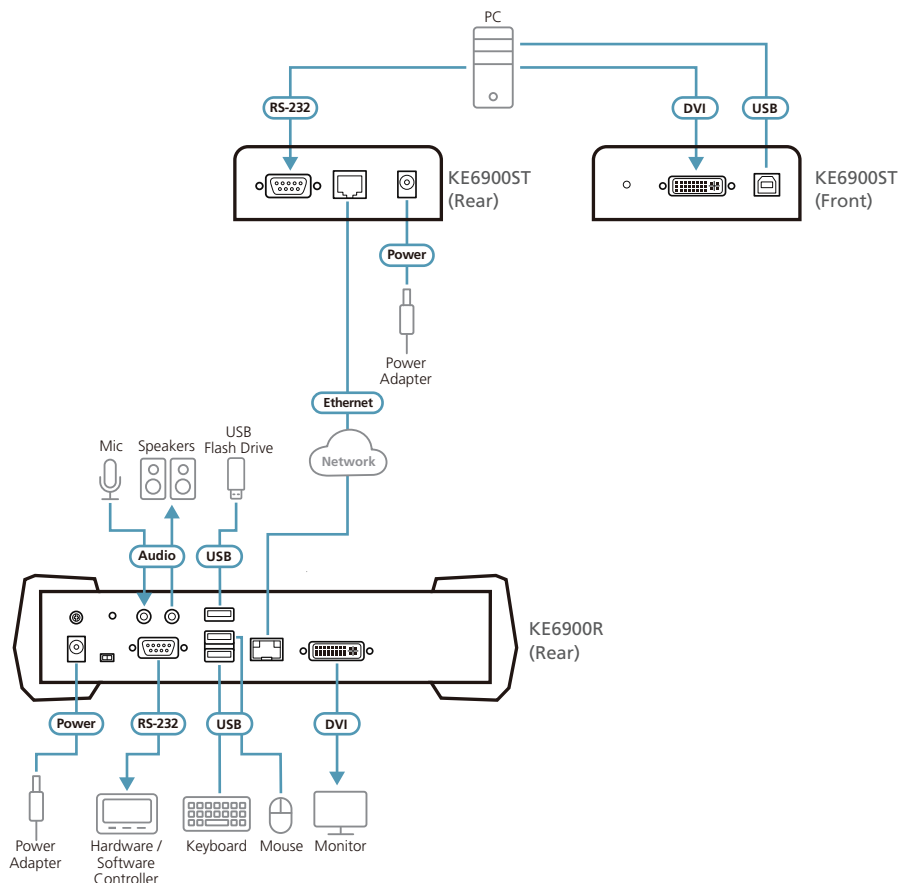 PC
RS-232
DVI
USB
KE6900ST
(Rear)
KE6900ST
(Front)
Power
Power
Adapter
Ethernet
Network
Mic
Speakers
USB
Flash Drive
Audio
USB
KE6900R
(Rear)
Power
RS-232
USB
DVI
Power
Adapter
Hardware /
Software
Controller
Keyboard
Mouse
Monitor